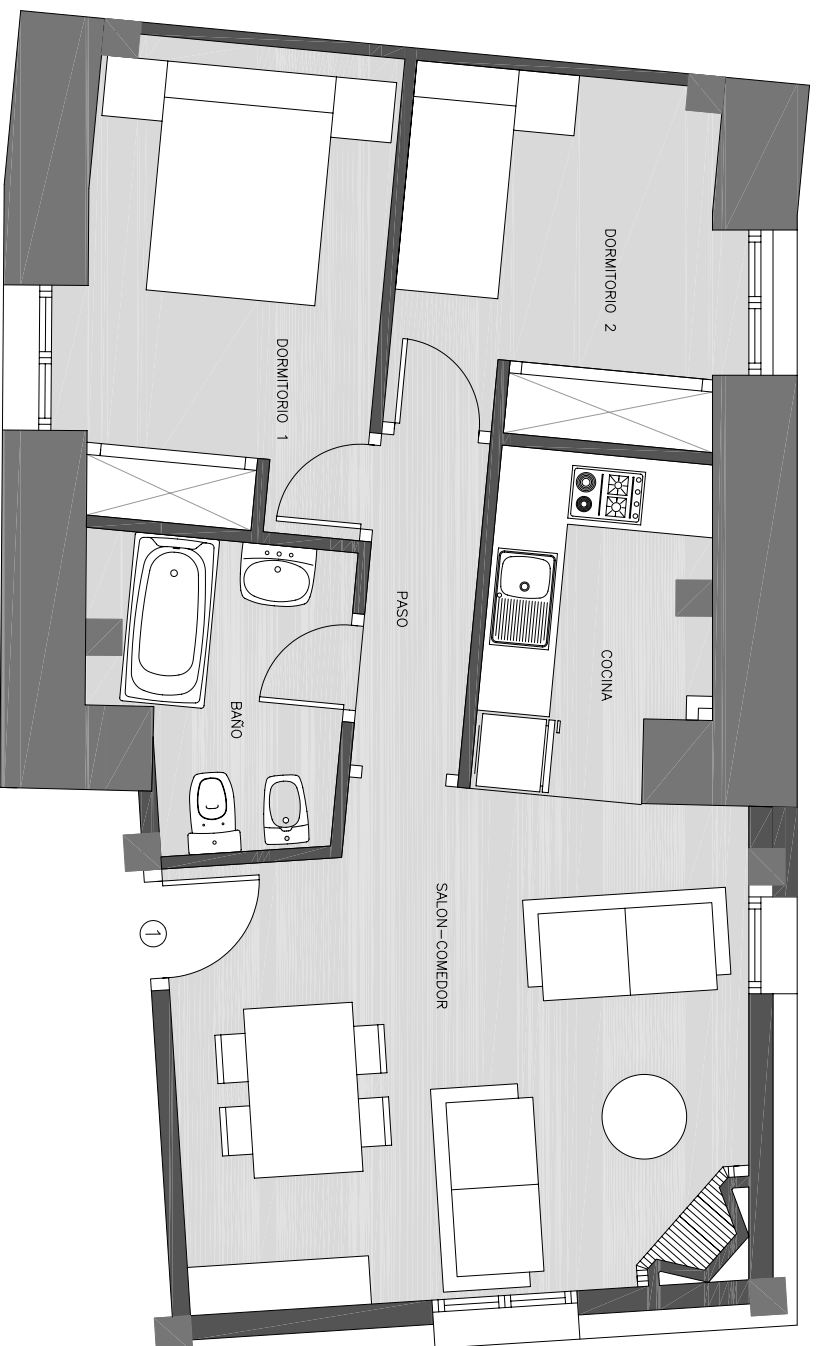 DORMITORIO 2
DORMITORIO 1
PASO
COCINA
BAÑO
SALON-COMEDOR
1